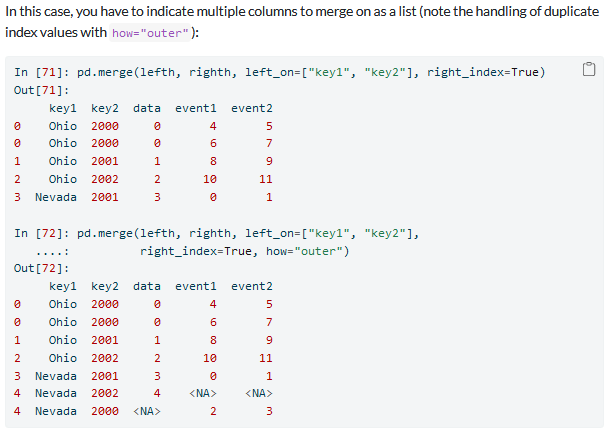 In this case, you have to indicate multiple columns to merge on as a list (note the handling of duplicate
index values with how="outer"):
In [71]: pd.merge(lefth, righth, left_on=["key1", "key2"], right_index=True)
Out[71]:
key1 key2 data event1 event2
0 Ohio 2000 0 4 5
0 Ohio 2000 0 6 7
1 Ohio 2001 1 8 9
2 Ohio 2002 2 10 11
3 Nevada 2001 3 0 1
In [72]: pd.merge(lefth, righth, left_on=["key1", "key2"],
....: right_index=True, how="outer")
Out[72]:
key1 key2 data event1 event2
0 Ohio 2000 0 4 5
0 Ohio 2000 0 6 7
1 Ohio 2001 1 8 9
2 Ohio 2002 2 10 11
3 Nevada 2001 3 0 1
4 Nevada 2002 4 <NA> <NA>
4 Nevada 2000 <NA> 2 3